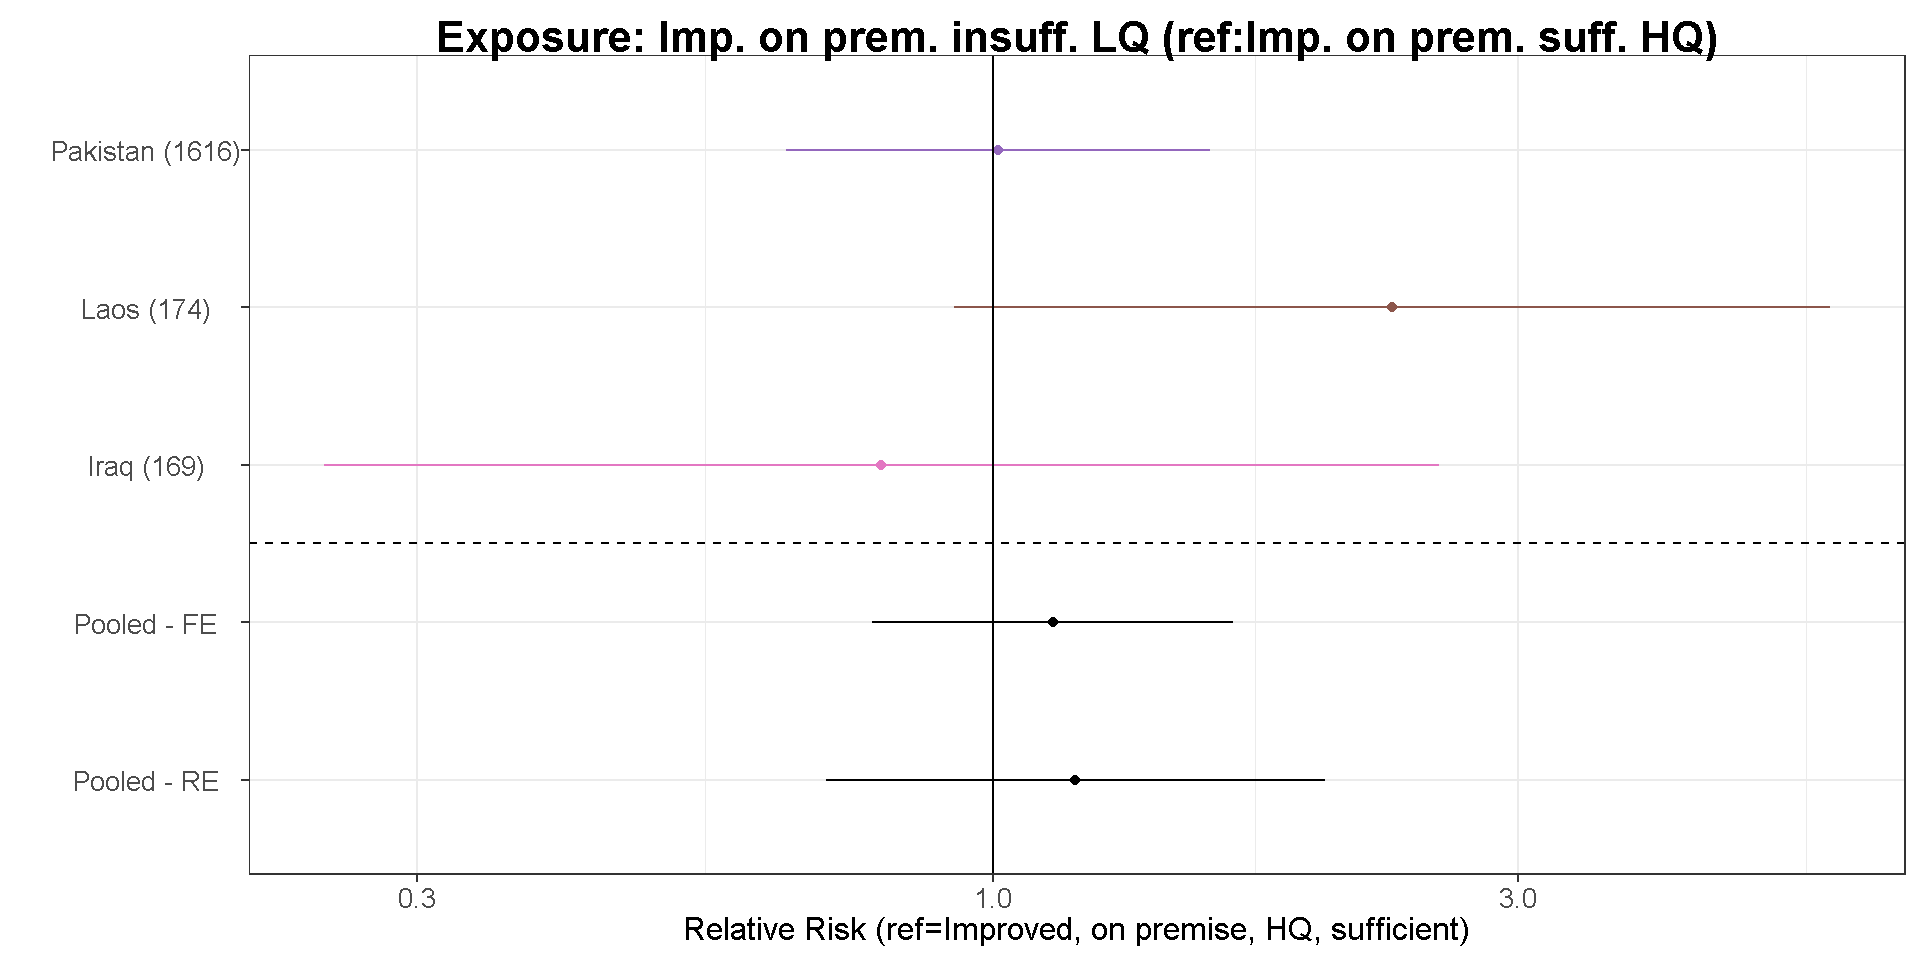 Exposure: Imp. on prem. insuff. LQ (ref:Imp. on prem. suff. HQ)
Pakistan (1616)
Laos (174)
Iraq (169)
Pooled - FE
Pooled - RE
0.3 1.0 3.0
Relative Risk (ref=Improved, on premise, HQ, sufficient)